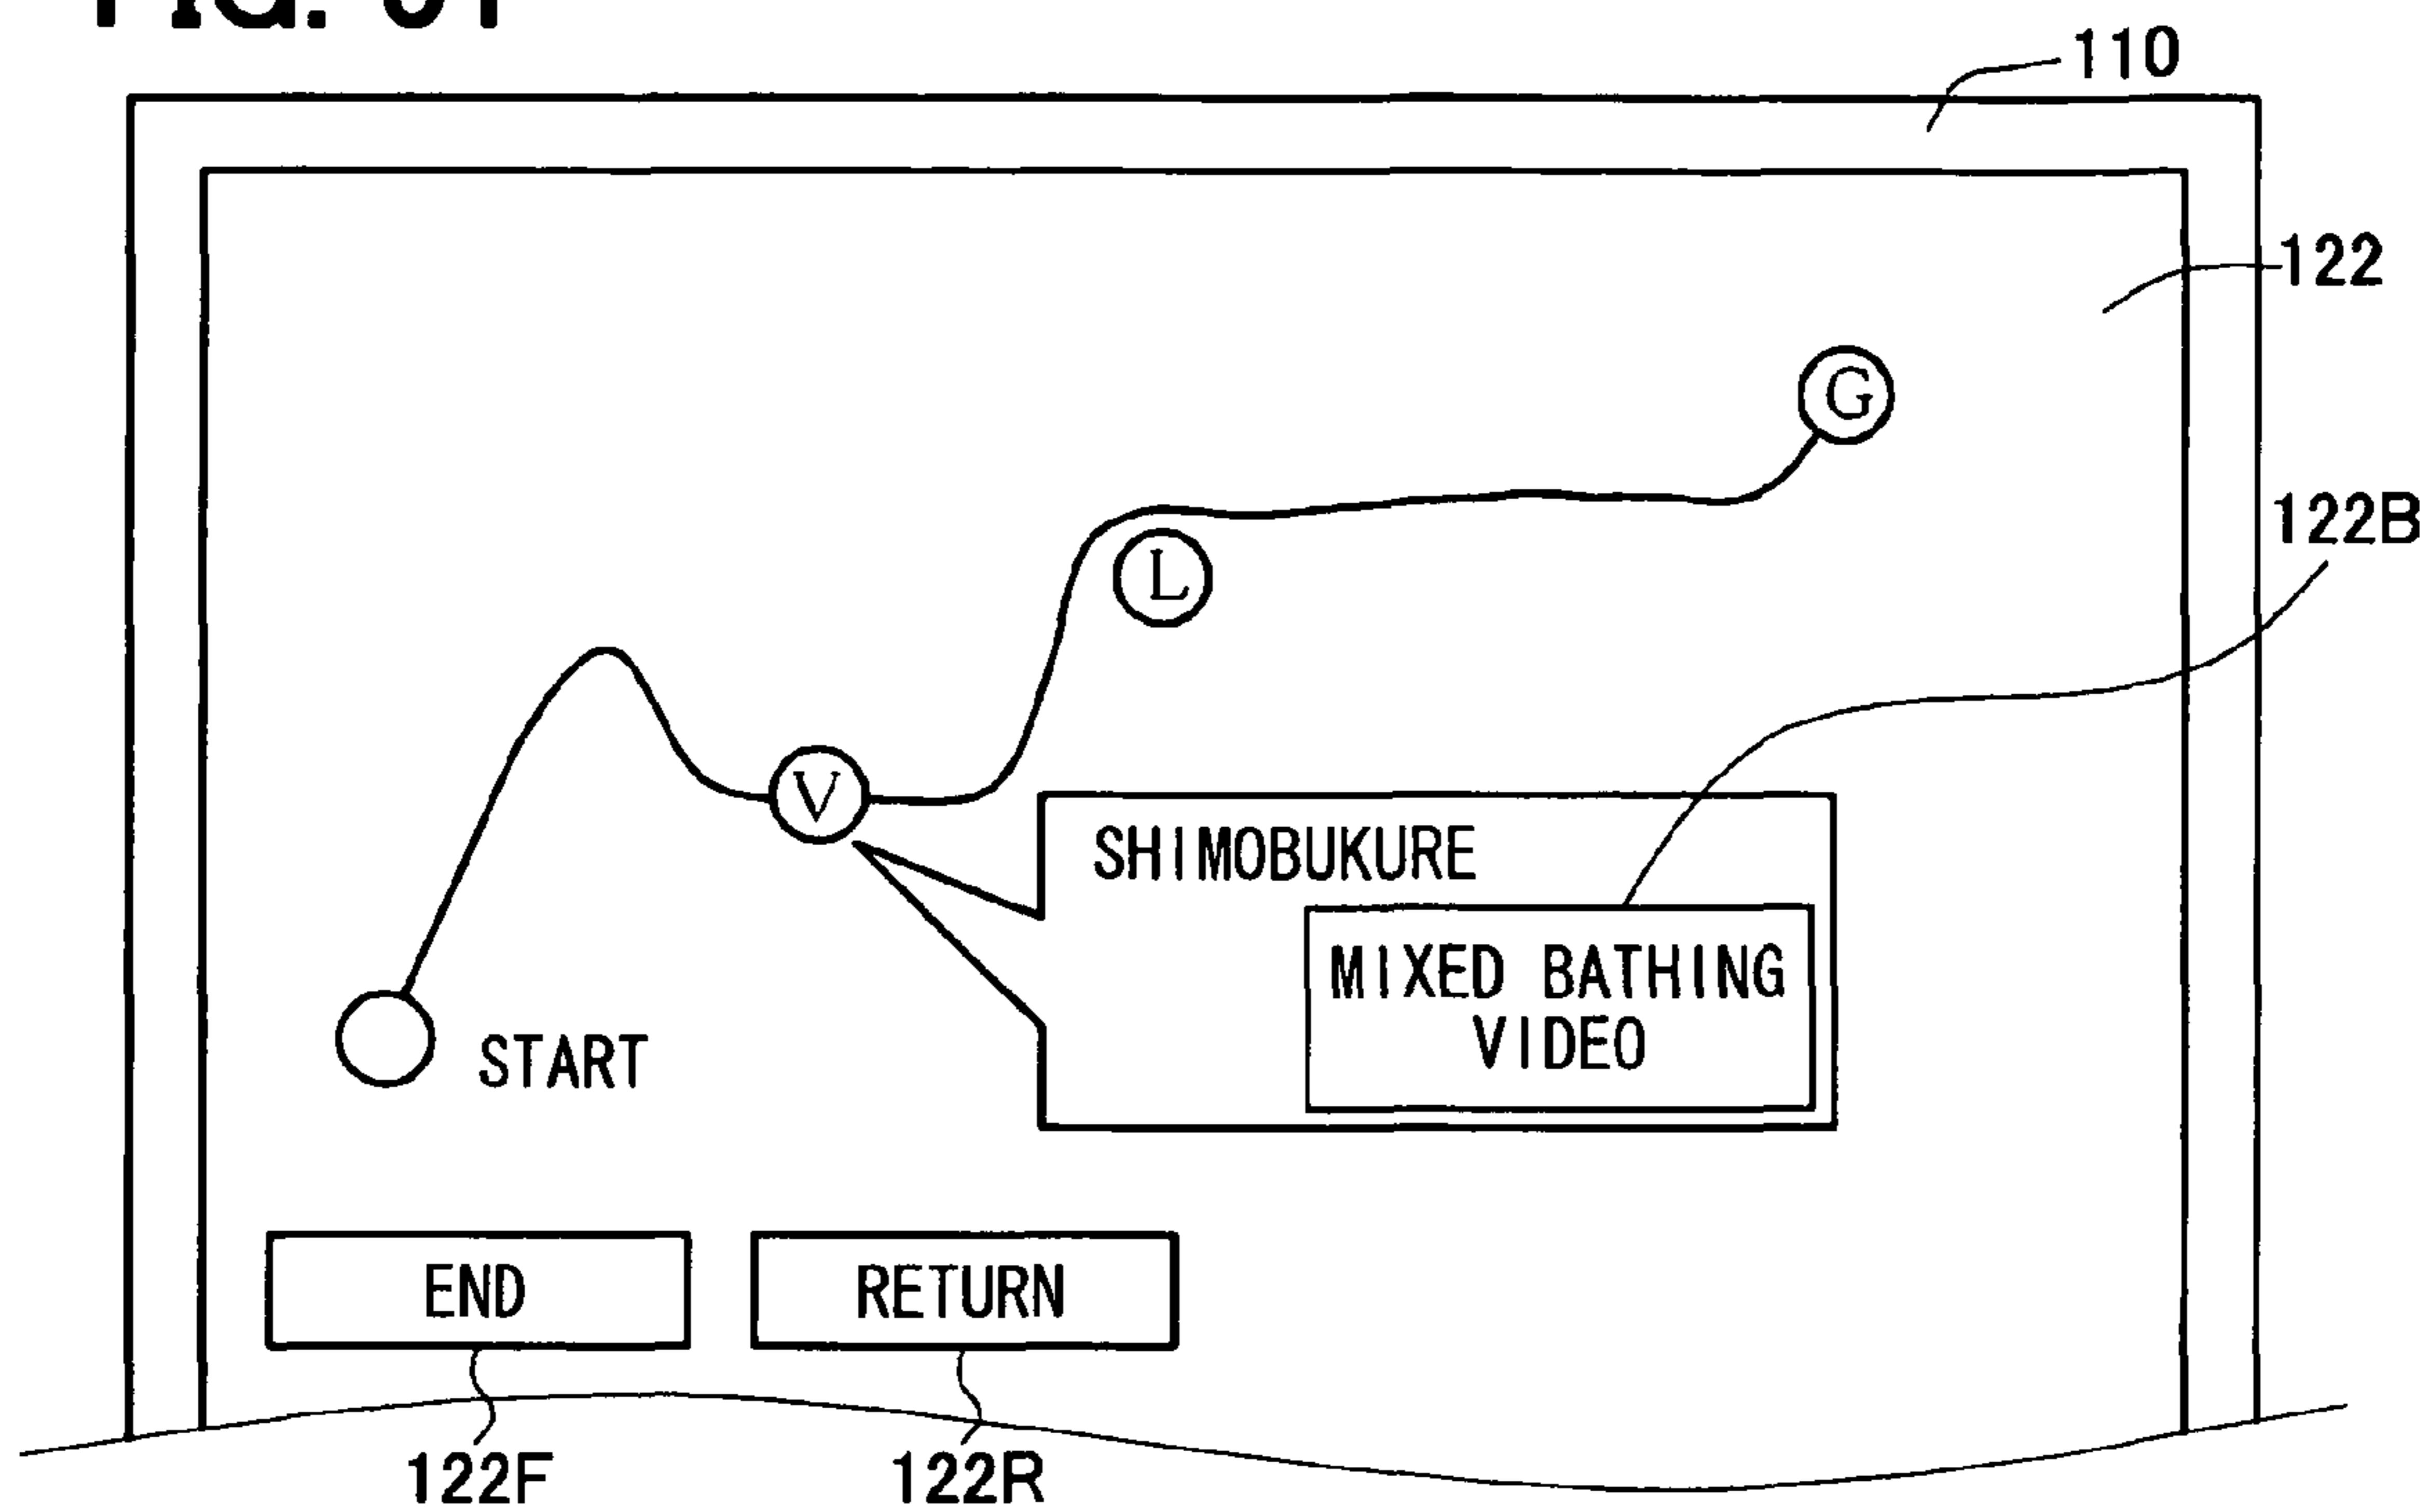 110
122
G
122B
L
V
SHIMOBUKURE
MIXED BATHING
VIDEO
START
END
RETURN
122F
122R